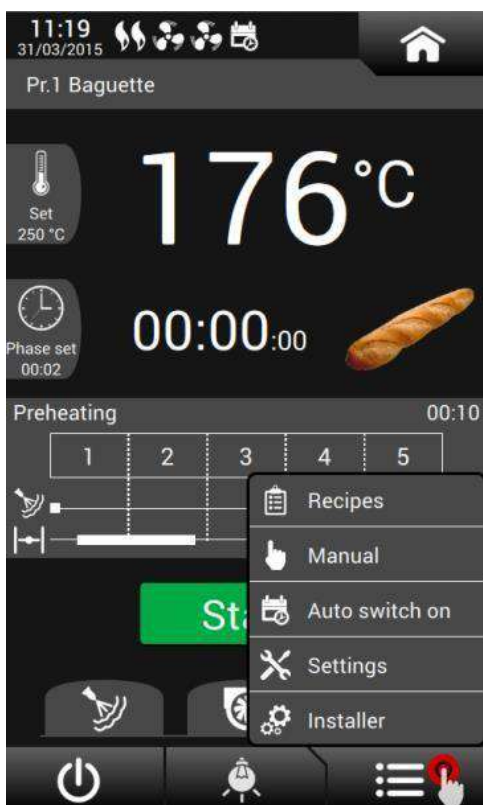 11:19
31/03/2015
Pr.1 Baguette
176°C
Set
250 °C
00:00:00
Phase set
00:02
Preheating 00:10
1 2 3 4 5
Recipes
Manual
Auto switch on
Settings
Installer